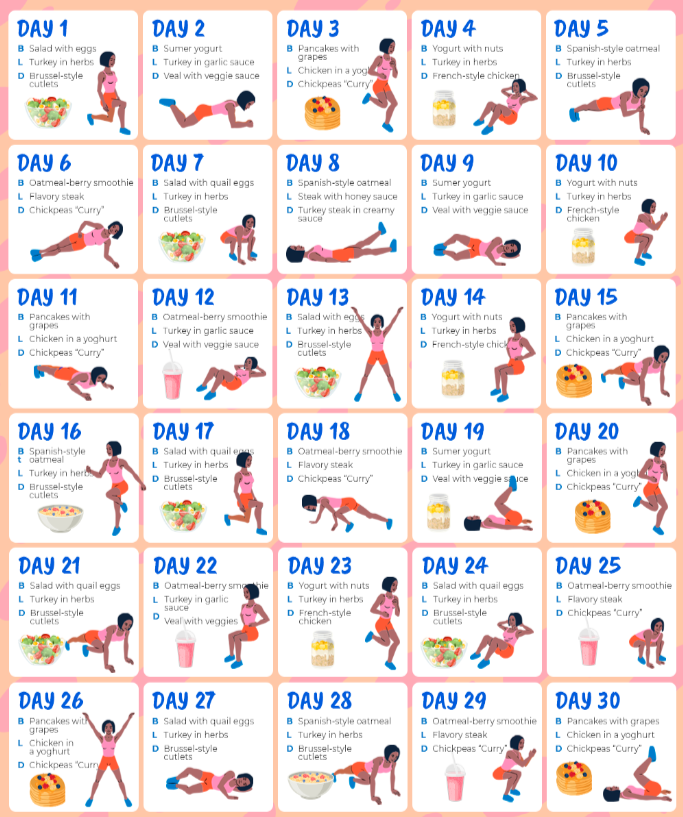 DAY 1
B Salad with eggs
L Turkey in herbs
D Brussel-style
cutlets
DAY 2
B Sumer yogurt
L Turkey in garlic sauce
D Veal with veggie sauce
DAY 3
B Pancakes with
grapes
L Chicken in a yog
D Chickpeas “Curry”
DAY 4
B Yogurt with nuts
L Turkey in herbs
D French-style chicken
DAY 5
B Spanish-style oatmeal
L Turkey in herbs
D Brussel-style
cutlets
DAY 6
B Oatmeal-berry smoothie
L Flavory steak
D Chickpeas “Curry”
DAY 7
B Salad with quail eggs
L Turkey in herbs
D Brussel-style
cutlets
DAY 8
B Spanish-style oatmeal
L Steak with honey sauce
D Turkey steak in creamy
sauce
DAY 9
B Sumer yogurt
L Turkey in garlic sauce
D Veal with veggie sauce
DAY 10
B Yogurt with nuts
L Turkey in herbs
D French-style
chicken
DAY 11
B Pancakes with
grapes
L Chicken in a yoghurt
D Chickpeas “Curry”
DAY 12
B Oatmeal-berry smoothie
L Turkey in garlic sauce
D Veal with veggie sauce
DAY 13
B Salad with eggs
L Turkey in herbs
D Brussel-style
cutlets
DAY 14
B Yogurt with nuts
L Turkey in herbs
D French-style chick
DAY 15
B Pancakes with
grapes
L Chicken in a yoghurt
D Chickpeas “Curry”
DAY 16
B Spanish-style
t oatmeal
L Turkey in herbs
D Brussel-style
cutlets
DAY 17
B Salad with quail eggs
L Turkey in herbs
D Brussel-style
cutlets
DAY 18
B Oatmeal-berry smoothie
L Flavory steak
D Chickpeas “Curry”
DAY 19
B Sumer yogurt
L Turkey in garlic sauce
D Veal with veggie sauce
DAY 20
B Pancakes with
grapes
L Chicken in a yogh
D Chickpeas “Curry”
DAY 21
B Salad with quail eggs
L Turkey in herbs
D Brussel-style
cutlets
DAY 22
B Oatmeal-berry smoothie
L Turkey in garlic
sauce
D Veal with veggies
DAY 23
B Yogurt with nuts
L Turkey in herbs
D French-style
chicken
DAY 24
B Salad with quail eggs
L Turkey in herbs
D Brussel-style
cutlets
DAY 25
B Oatmeal-berry smoothie
L Flavory steak
D Chickpeas “Curry”
DAY 26
B Pancakes with
grapes
L Chicken in
a yoghurt
D Chickpeas “Curry
DAY 27
B Salad with quail eggs
L Turkey in herbs
D Brussel-style
cutlets
DAY 28
B Spanish-style oatmeal
L Turkey in herbs
D Brussel-style
cutlets
DAY 29
B Oatmeal-berry smoothie
L Flavory steak
D Chickpeas “Curry”
DAY 30
B Pancakes with grapes
L Chicken in a yoghurt
D Chickpeas “Curry”